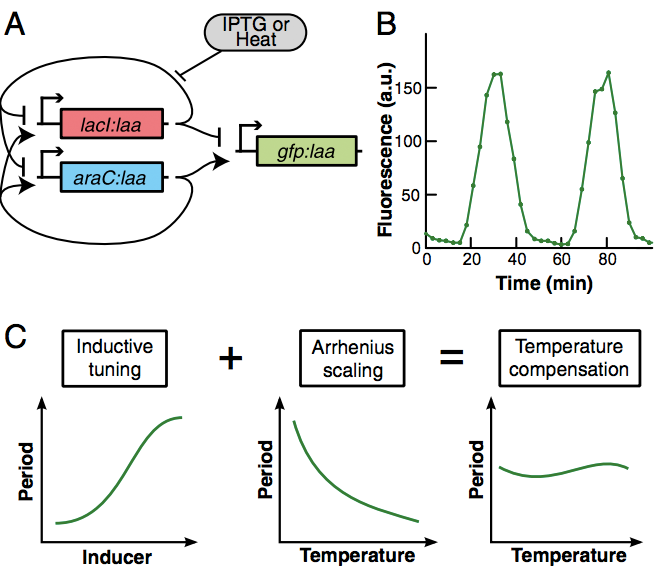 A
IPTG or
Heat
lacI:laa
araC:laa
gfp:laa
B
Fluorescence (a.u.)
150
100
50
0
0
20
40
60
80
Time (min)
C
Inductive
tuning
+
Arrhenius
scaling
=
Temperature
compensation
Period
Inducer
Period
Temperature
Period
Temperature